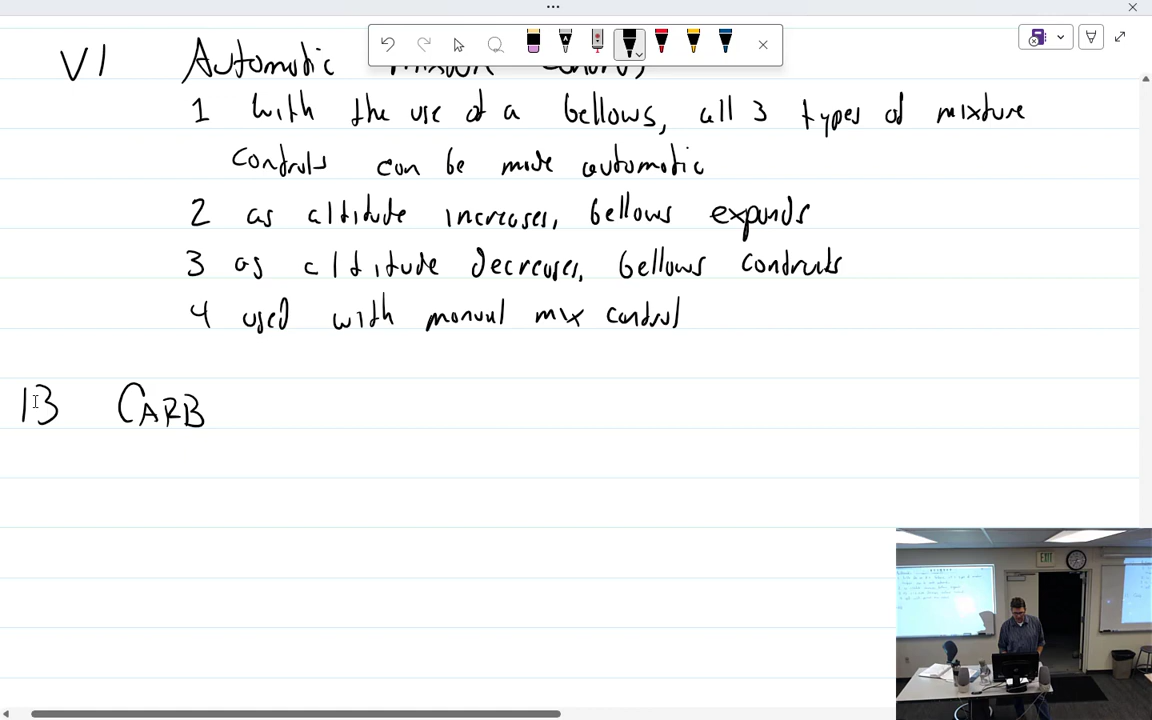 VI Automatic
1 with the use of a bellows, all 3 types of mixture
controls can be made automatic
2 as altitude increases, bellows expands
3 as altitude decreases, bellows contracts
4 used with manual mix control
13 CARB
EXIT